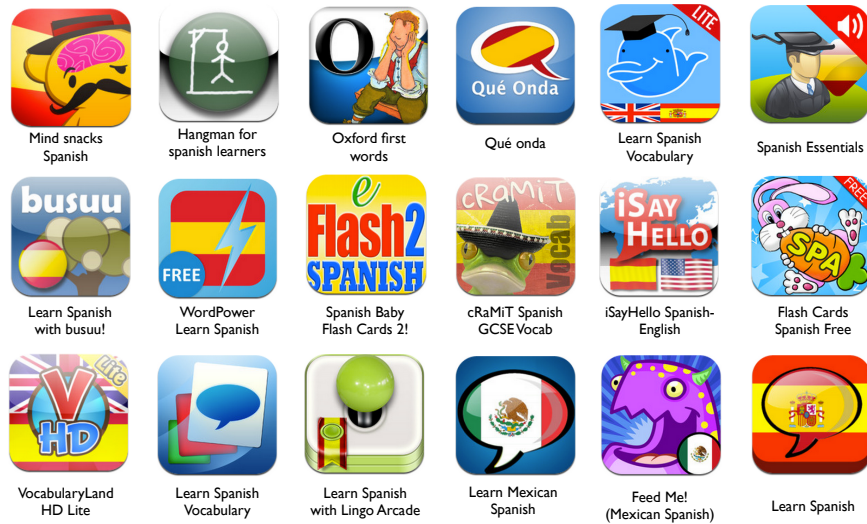 O
Qué Onda
LITE
Mind snacks
Spanish
Hangman for
spanish learners
Oxford first
words
Qué onda
Learn Spanish
Vocabulary
Spanish Essentials
busuu
FREE
e
Flash2
SPANISH
cRaMiT
Vocab
iSAY
HELLO
FREE
SPA
Learn Spanish
with busuu!
WordPower
Learn Spanish
Spanish Baby
Flash Cards 2!
cRaMiT Spanish
GCSE Vocab
iSayHello Spanish-
English
Flash Cards
Spanish Free
Lite
V
HD
VocabularyLand
HD Lite
Learn Spanish
Vocabulary
Learn Spanish
with Lingo Arcade
Learn Mexican
Spanish
Feed Me!
(Mexican Spanish)
Learn Spanish